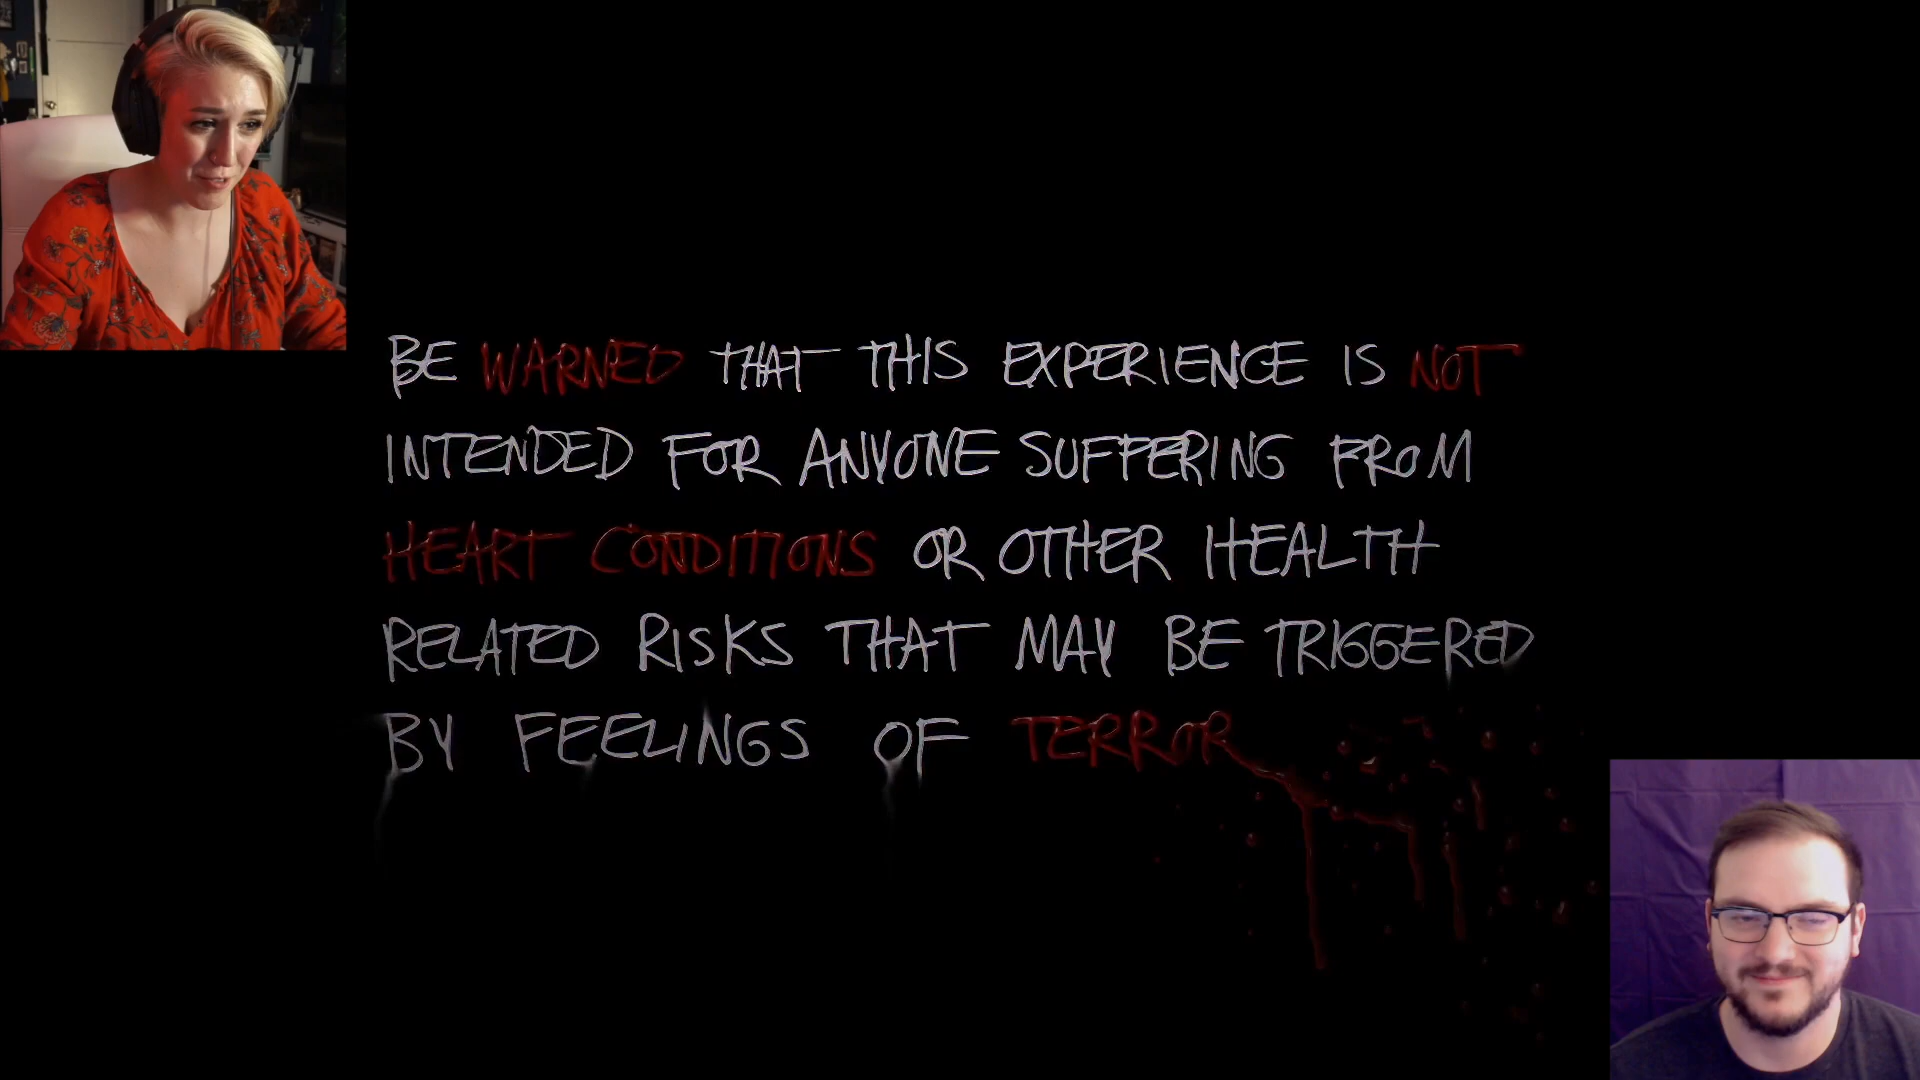 BE WARNED THAT THIS EXPERIENCE IS NOT
INTENDED FOR ANYONE SUFFERING FROM
HEART CONDITIONS OR OTHER HEALTH
RELATED RISKS THAT MAY BE TRIGGERED
BY FEELINGS OF TERROR